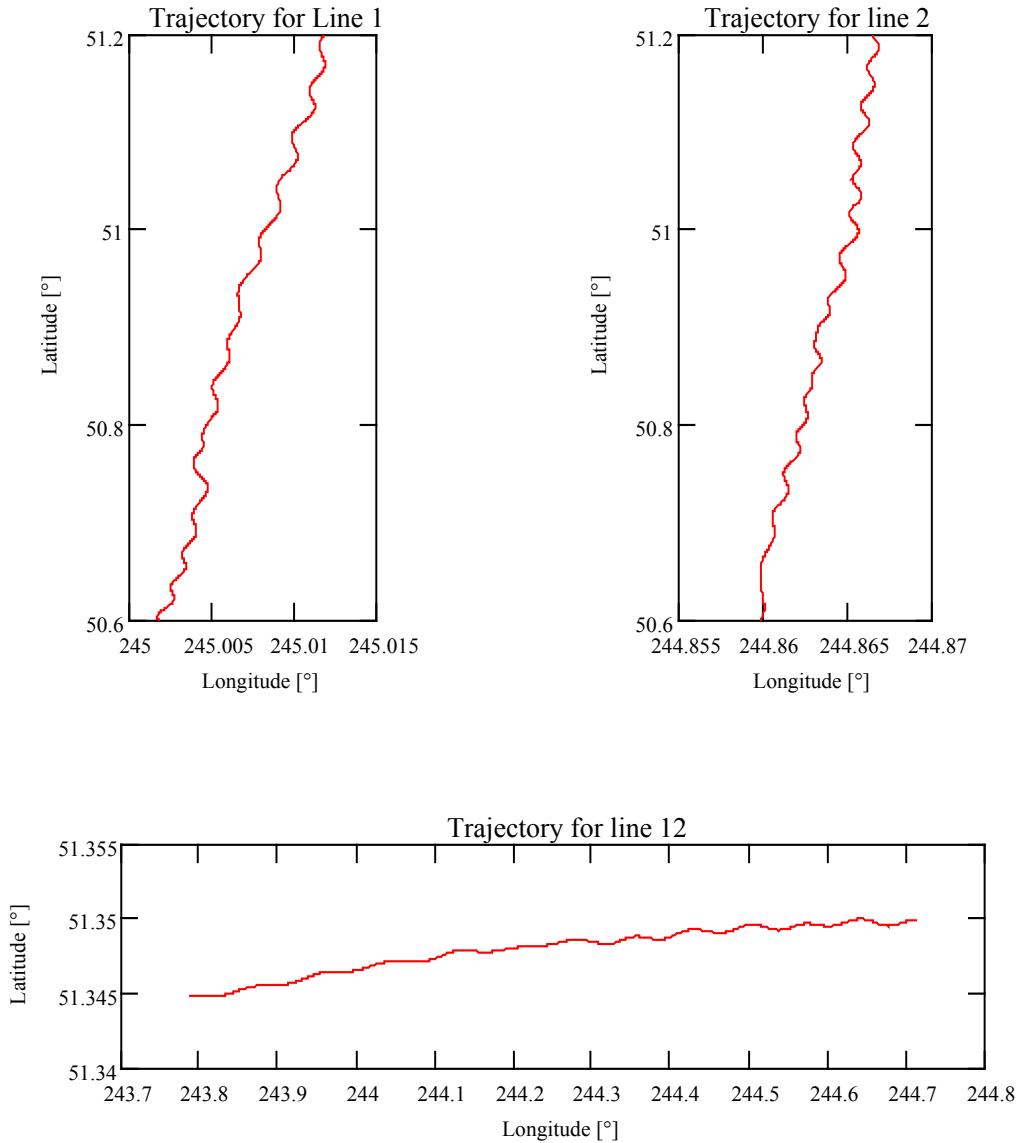 Trajectory for Line 1
51.2
51
50.8
50.6
245 245.005 245.01 245.015
Longitude [°]
Latitude [°]
Trajectory for line 2
51.2
51
50.8
50.6
244.855 244.86 244.865 244.87
Longitude [°]
Latitude [°]
Trajectory for line 12
51.355
51.35
51.345
51.34
243.7 243.8 243.9 244 244.1 244.2 244.3 244.4 244.5 244.6 244.7 244.8
Longitude [°]
Latitude [°]